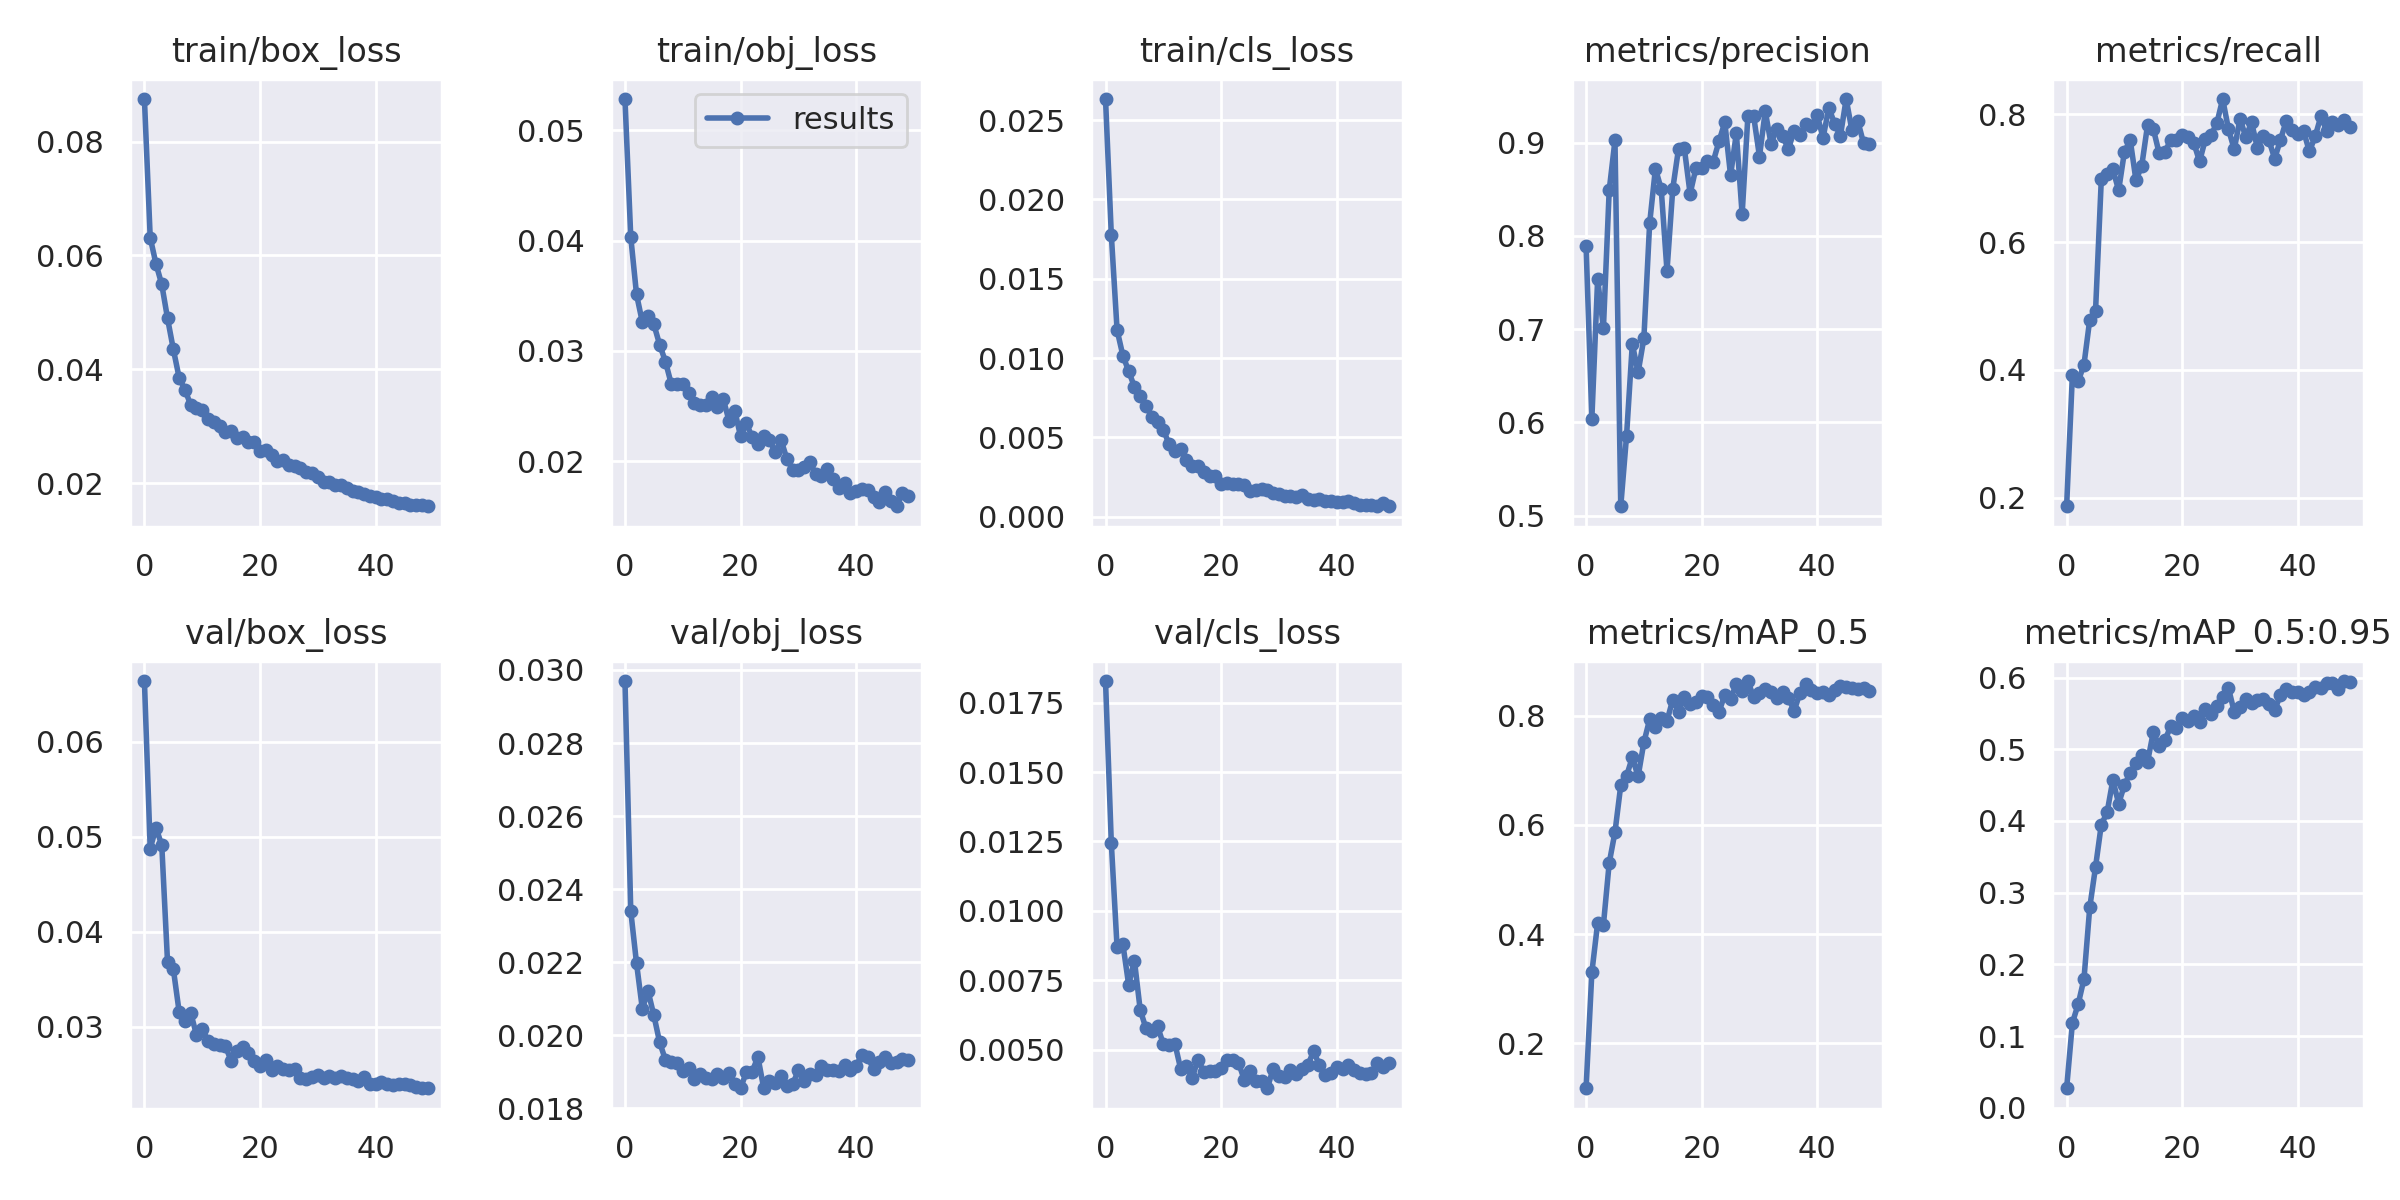 train/box_loss
0.08
0.06
0.04
0.02
0 20 40
train/obj_loss
results
0.05
0.04
0.03
0.02
0 20 40
train/cls_loss
0.025
0.020
0.015
0.010
0.005
0.000
0 20 40
metrics/precision
0.9
0.8
0.7
0.6
0.5
0 20 40
metrics/recall
0.8
0.6
0.4
0.2
0 20 40
val/box_loss
0.06
0.05
0.04
0.03
0 20 40
val/obj_loss
0.030
0.028
0.026
0.024
0.022
0.020
0.018
0 20 40
val/cls_loss
0.0175
0.0150
0.0125
0.0100
0.0075
0.0050
0 20 40
metrics/mAP_0.5
0.8
0.6
0.4
0.2
0 20 40
metrics/mAP_0.5:0.95
0.6
0.5
0.4
0.3
0.2
0.1
0.0
0 20 40